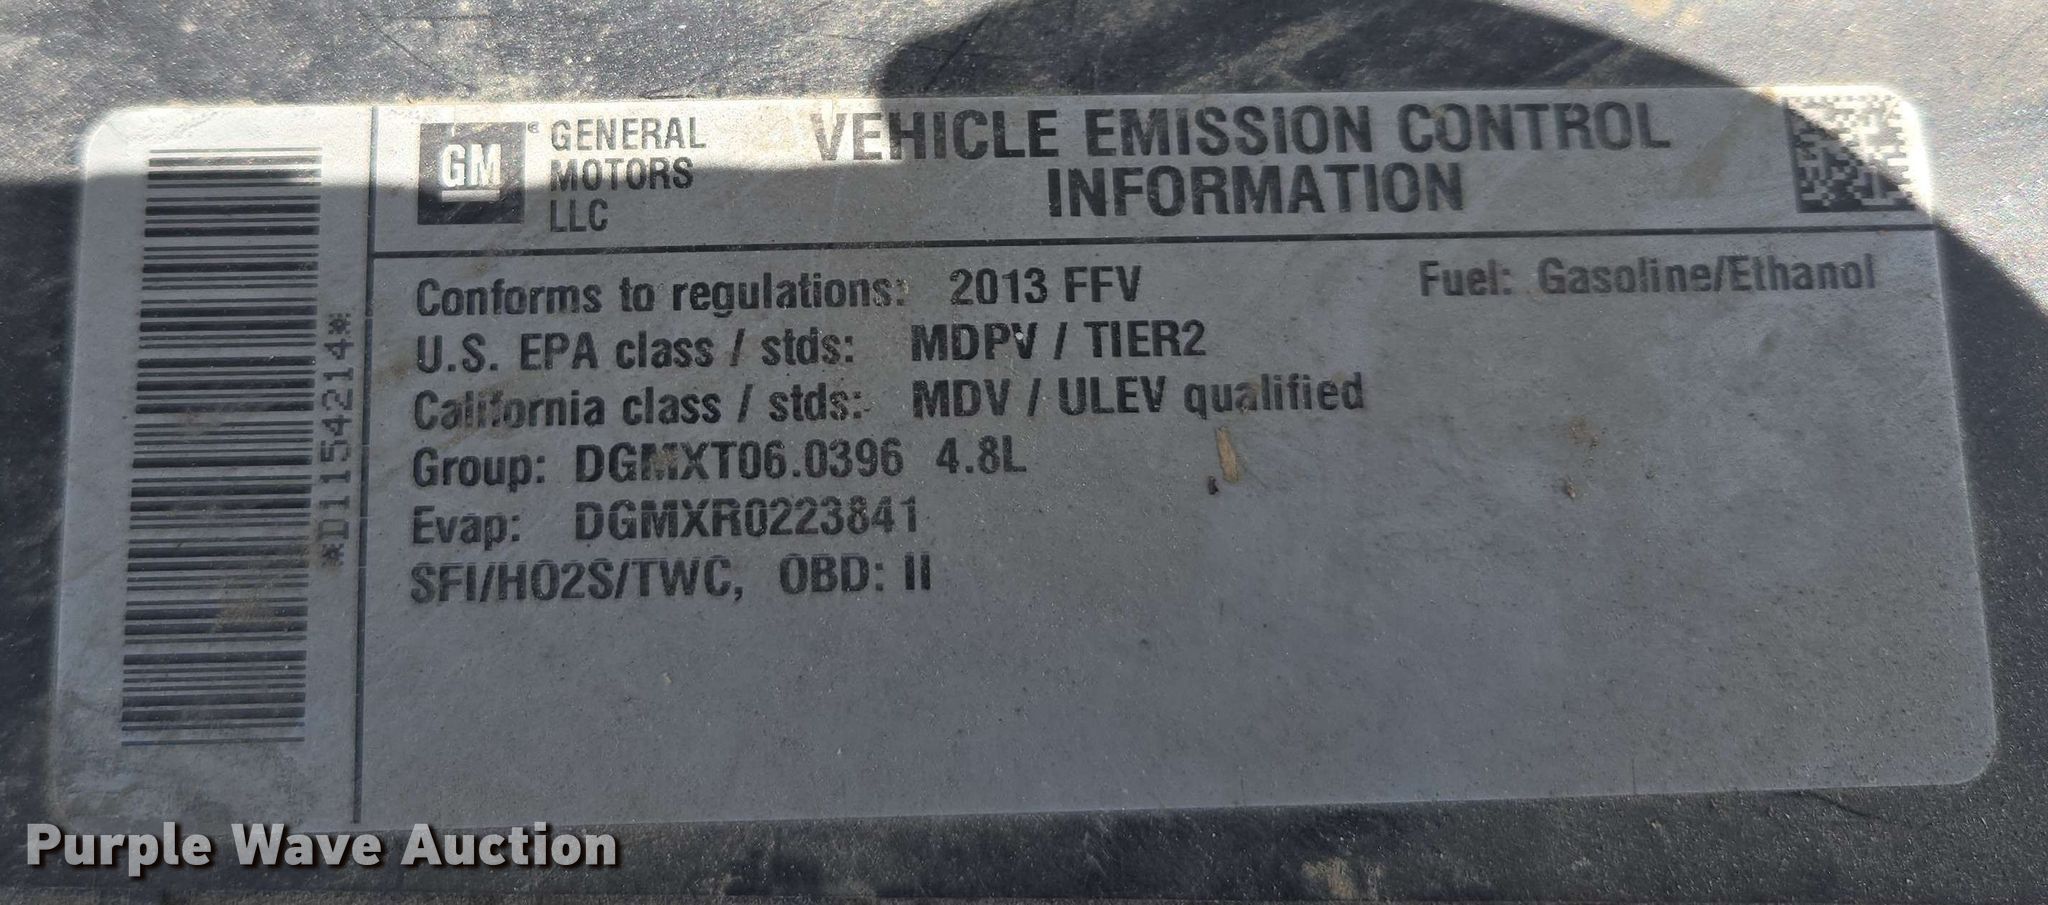 GM
GENERAL
MOTORS
LLC
VEHICLE EMISSION CONTROL
INFORMATION
*D11542114*
Conforms to regulations: 2013 FFV Fuel: Gasoline/Ethanol
U.S. EPA class / stds: MDPV / TIER2
California class / stds: MDV / ULEV qualified
Group: DGMXT06.0396 4.8L
Evap: DGMXR0223841
SFI/HO2S/TWC, OBD: II
Purple Wave Auction